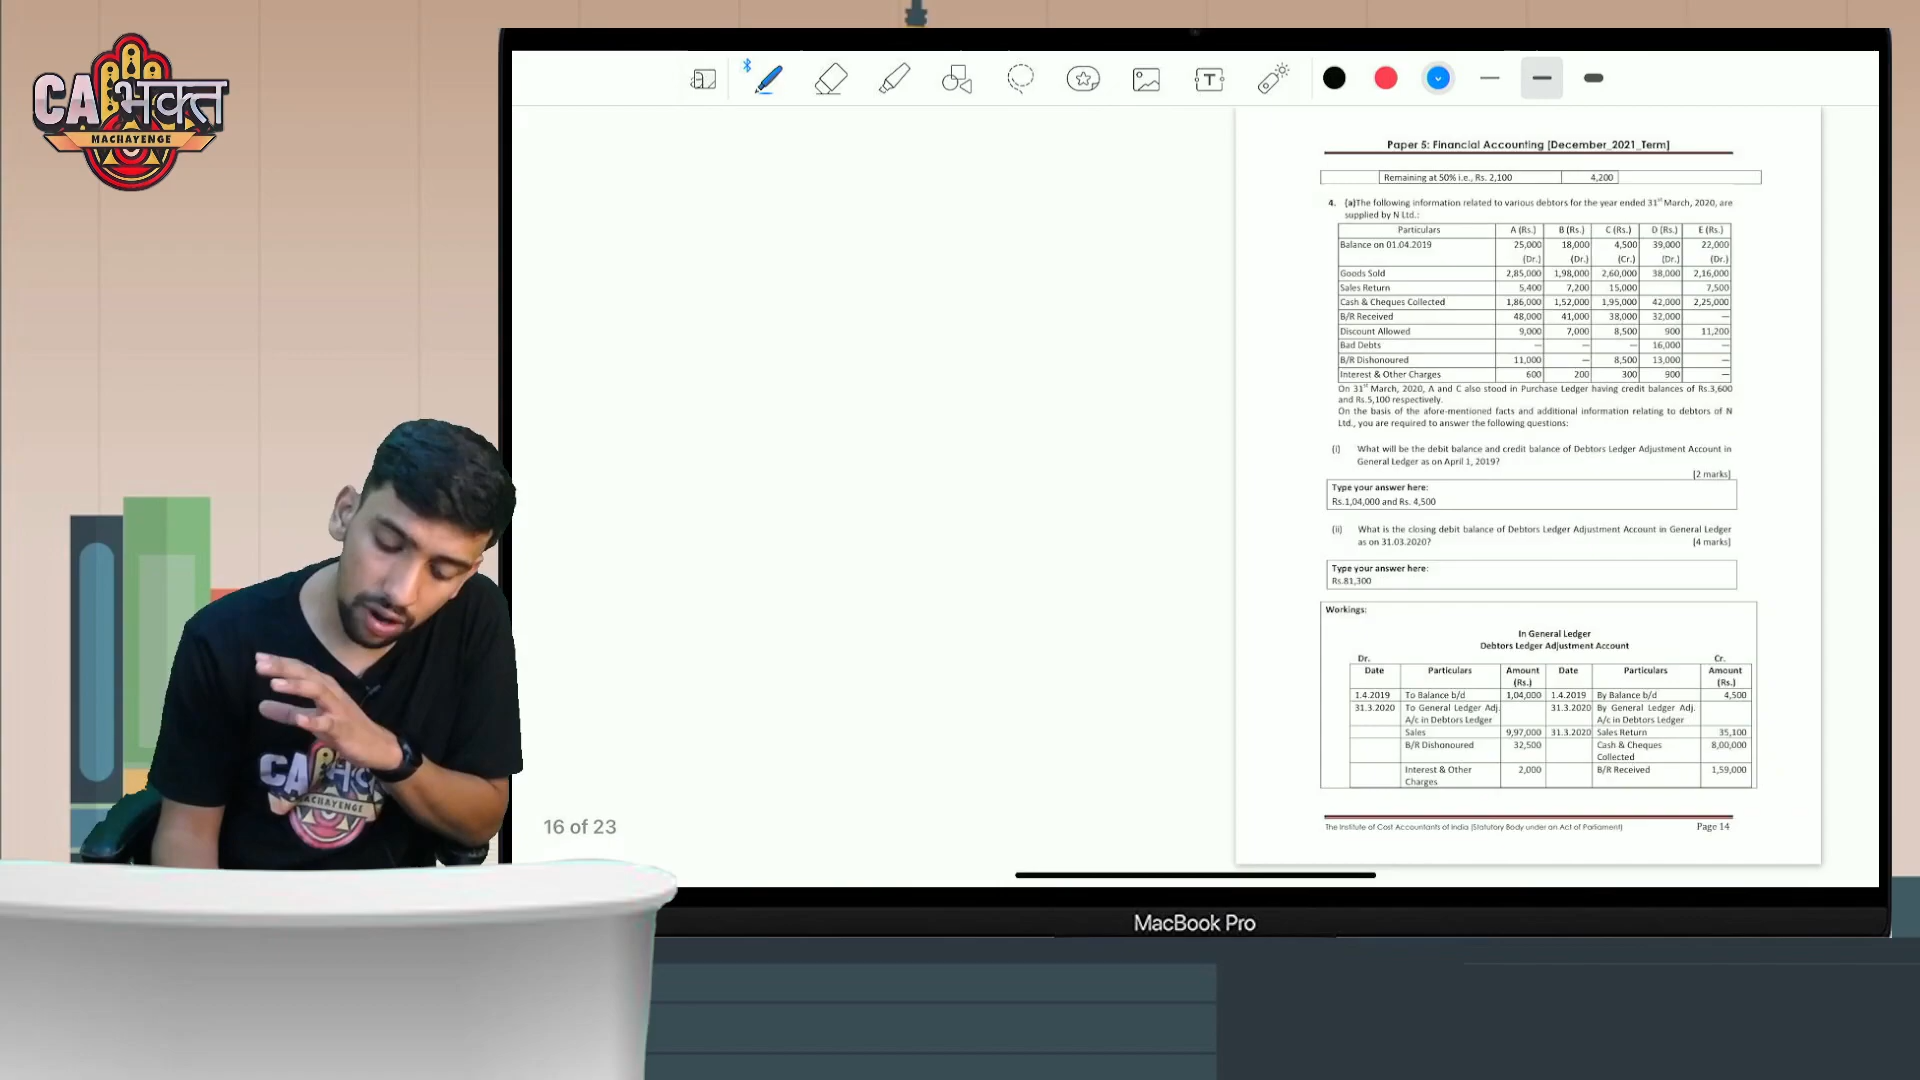 CA भक्त
MACHAYENGE
CA भक्त
MACHAYENGE
T
Paper 5: Financial Accounting [December_2021_Term]
Remaining at 50% i.e., Rs. 2,100 4,200
4. (a)The following information related to various debtors for the year ended 31st March, 2020, are
supplied by N Ltd.:
Particulars A (Rs.) B (Rs.) C (Rs.) D (Rs.) E (Rs.)
Balance on 01.04.2019 25,000 18,000 4,500 39,000 22,000
(Dr.) (Dr.) (Cr.) (Dr.) (Dr.)
Goods Sold 2,85,000 1,98,000 2,60,000 38,000 2,16,000
Sales Return 5,400 7,200 15,000 7,500
Cash & Cheques Collected 1,86,000 1,52,000 1,95,000 42,000 2,25,000
B/R Received 48,000 41,000 38,000 32,000 —
Discount Allowed 9,000 7,000 8,500 900 11,200
Bad Debts — — — 16,000 —
B/R Dishonoured 11,000 — 8,500 13,000 —
Interest & Other Charges 600 200 300 900 —
On 31st March, 2020, A and C also stood in Purchase Ledger having credit balances of Rs.3,600
and Rs.5,100 respectively.
On the basis of the afore-mentioned facts and additional information relating to debtors of N
Ltd., you are required to answer the following questions:
(i) What will be the debit balance and credit balance of Debtors Ledger Adjustment Account in
General Ledger as on April 1, 2019?
[2 marks]
Type your answer here:
Rs.1,04,000 and Rs. 4,500
(ii) What is the closing debit balance of Debtors Ledger Adjustment Account in General Ledger
as on 31.03.2020? [4 marks]
Type your answer here:
Rs.81,300
Workings:
In General Ledger
Debtors Ledger Adjustment Account
Dr. Cr.
Date Particulars Amount Date Particulars Amount
(Rs.) (Rs.)
1.4.2019 To Balance b/d 1,04,000 1.4.2019 By Balance b/d 4,500
31.3.2020 To General Ledger Adj. 31.3.2020 By General Ledger Adj.
A/c in Debtors Ledger A/c in Debtors Ledger
Sales 9,97,000 31.3.2020 Sales Return 35,100
B/R Dishonoured 32,500 Cash & Cheques 8,00,000
Collected
Interest & Other 2,000 B/R Received 1,59,000
Charges
The Institute of Cost Accountants of India (Statutory Body under an Act of Parliament) Page 14
16 of 23
MacBook Pro